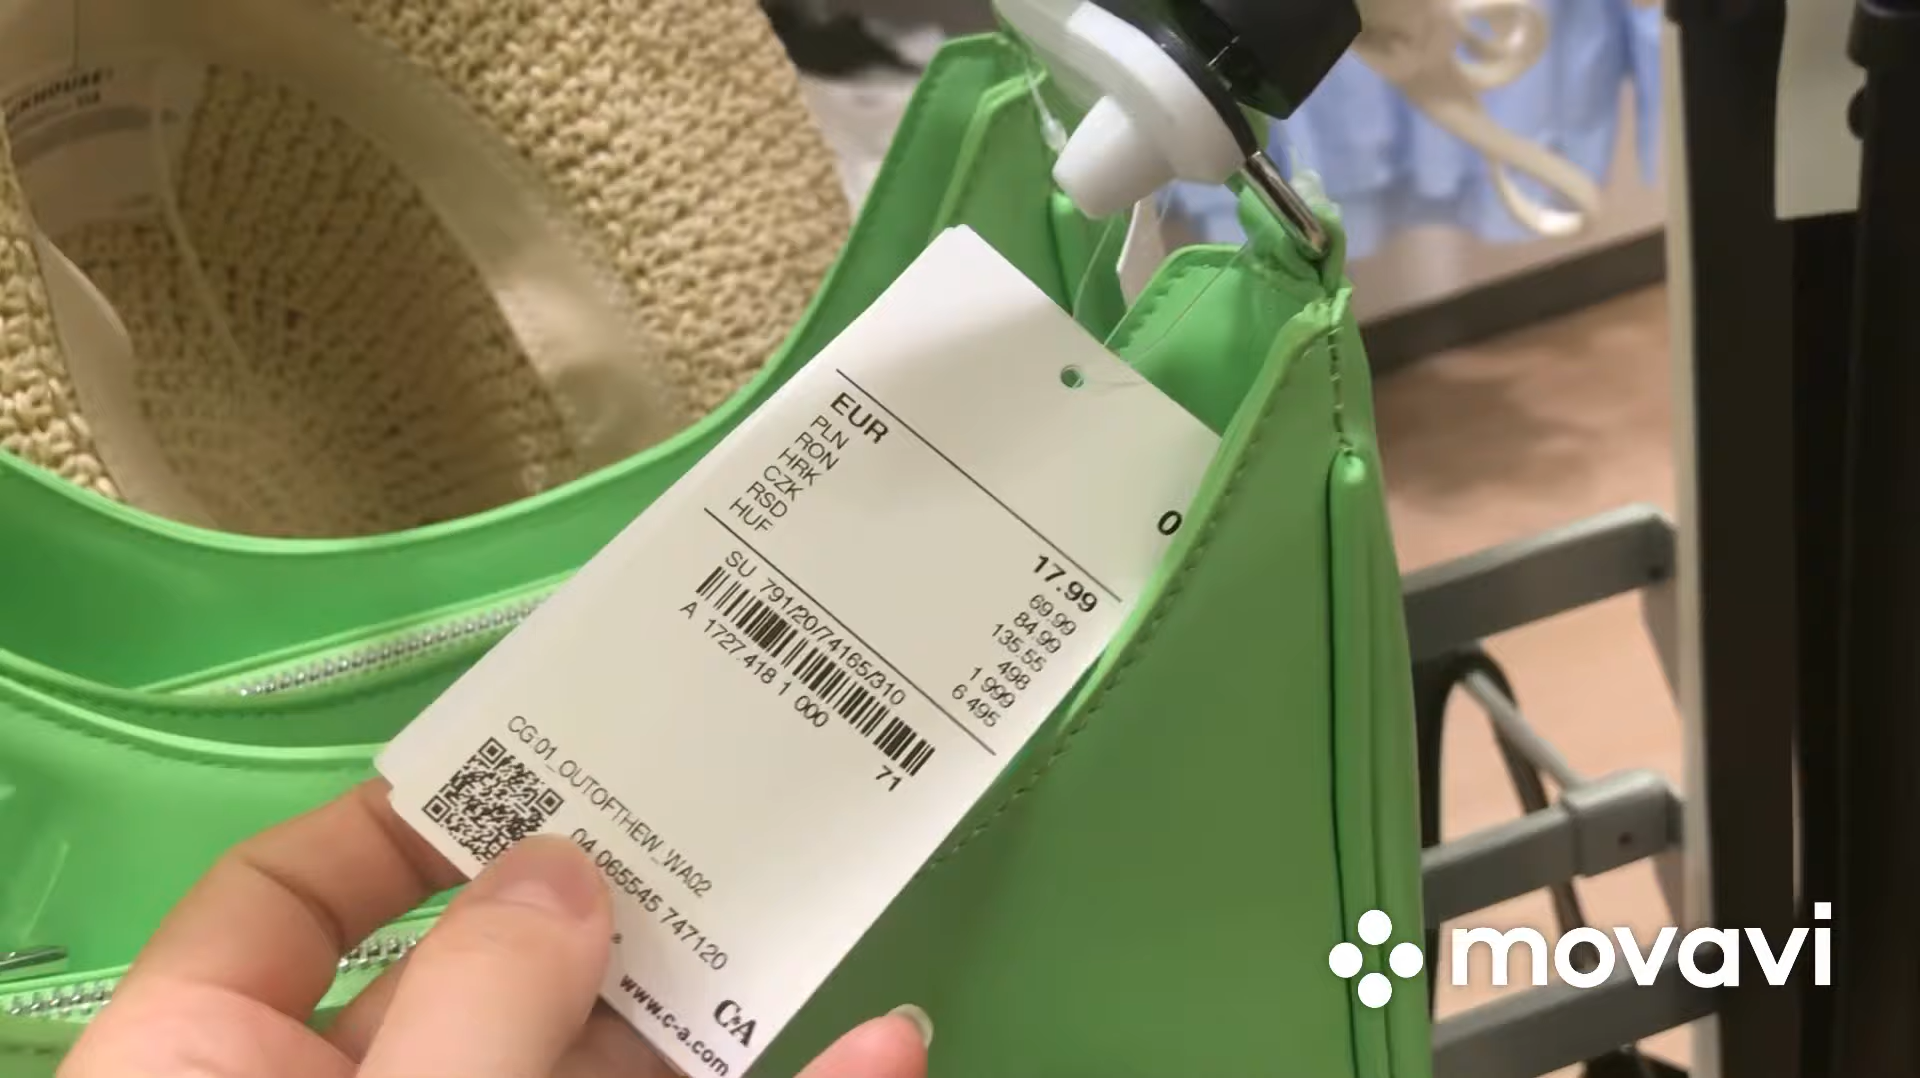 0
EUR 17.99
PLN 69.99
RON 84.99
HRK 135.55
CZK 498
RSD 1 999
HUF 6 495
SU 791/20/74165/310
A 1727.418 1 000 71
CG:01_OUTOFTHEW_WA02
04 065545 747120
C&A
www.c-a.com
movavi